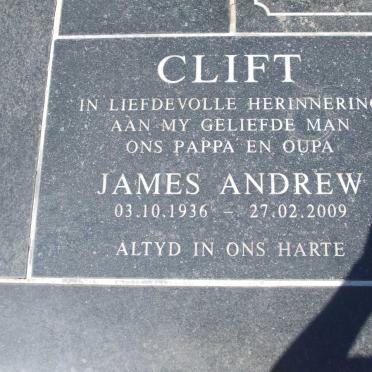 CLIFT
IN LIEFDEVOLLE HERINNERING
AAN MY GELIEFDE MAN
ONS PAPPA EN OUPA
JAMES ANDREW
03.10.1936 – 27.02.2009
ALTYD IN ONS HARTE